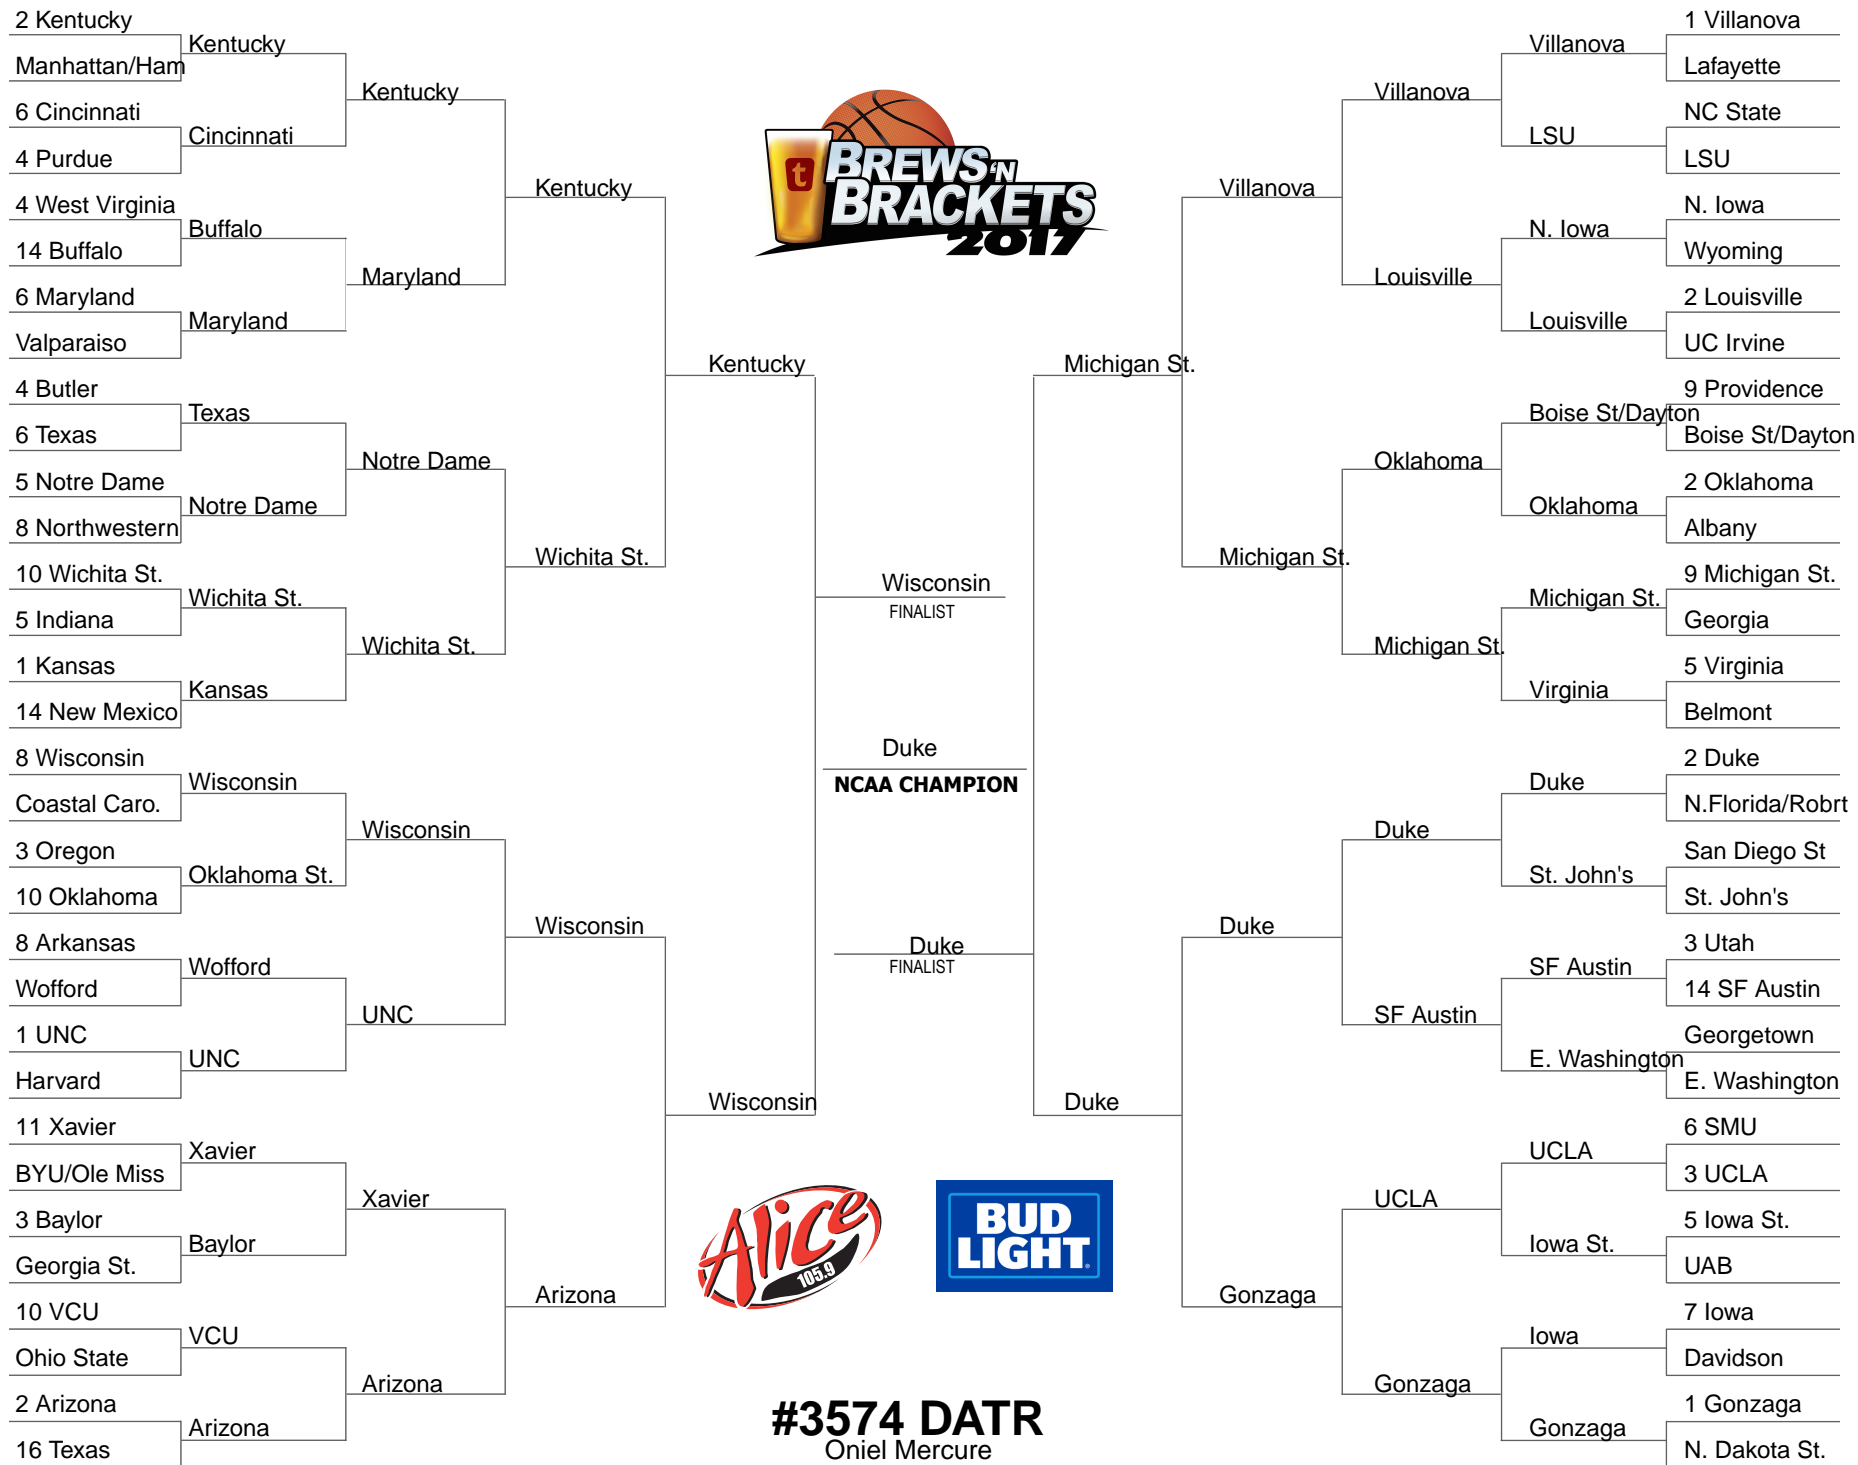 2 Kentucky
Manhattan/Ham
6 Cincinnati
4 Purdue
4 West Virginia
14 Buffalo
6 Maryland
Valparaiso
4 Butler
6 Texas
5 Notre Dame
8 Northwestern
10 Wichita St.
5 Indiana
1 Kansas
14 New Mexico
8 Wisconsin
Coastal Caro.
3 Oregon
10 Oklahoma
8 Arkansas
Wofford
1 UNC
Harvard
11 Xavier
BYU/Ole Miss
3 Baylor
Georgia St.
10 VCU
Ohio State
2 Arizona
16 Texas
Kentucky
Cincinnati
Buffalo
Maryland
Texas
Notre Dame
Wichita St.
Kansas
Wisconsin
Oklahoma St.
Wofford
UNC
Xavier
Baylor
VCU
Arizona
Kentucky
Maryland
Notre Dame
Wichita St.
Wisconsin
UNC
Xavier
Arizona
Kentucky
Wichita St.
Wisconsin
Arizona
Kentucky
Wisconsin
t
BREWS 'N
BRACKETS
2017
Wisconsin
FINALIST
Duke
NCAA CHAMPION
Duke
FINALIST
Alice
105.9
BUD
LIGHT
#3574 DATR
Oniel Mercure
Michigan St.
Duke
Villanova
Michigan St.
Duke
Gonzaga
Villanova
Louisville
Oklahoma
Michigan St.
Duke
SF Austin
UCLA
Gonzaga
Villanova
LSU
N. Iowa
Louisville
Boise St/Dayton
Oklahoma
Michigan St.
Virginia
Duke
St. John's
SF Austin
E. Washington
UCLA
Iowa St.
Iowa
Gonzaga
1 Villanova
Lafayette
NC State
LSU
N. Iowa
Wyoming
2 Louisville
UC Irvine
9 Providence
Boise St/Dayton
2 Oklahoma
Albany
9 Michigan St.
Georgia
5 Virginia
Belmont
2 Duke
N.Florida/Robrt
San Diego St
St. John's
3 Utah
14 SF Austin
Georgetown
E. Washington
6 SMU
3 UCLA
5 Iowa St.
UAB
7 Iowa
Davidson
1 Gonzaga
N. Dakota St.